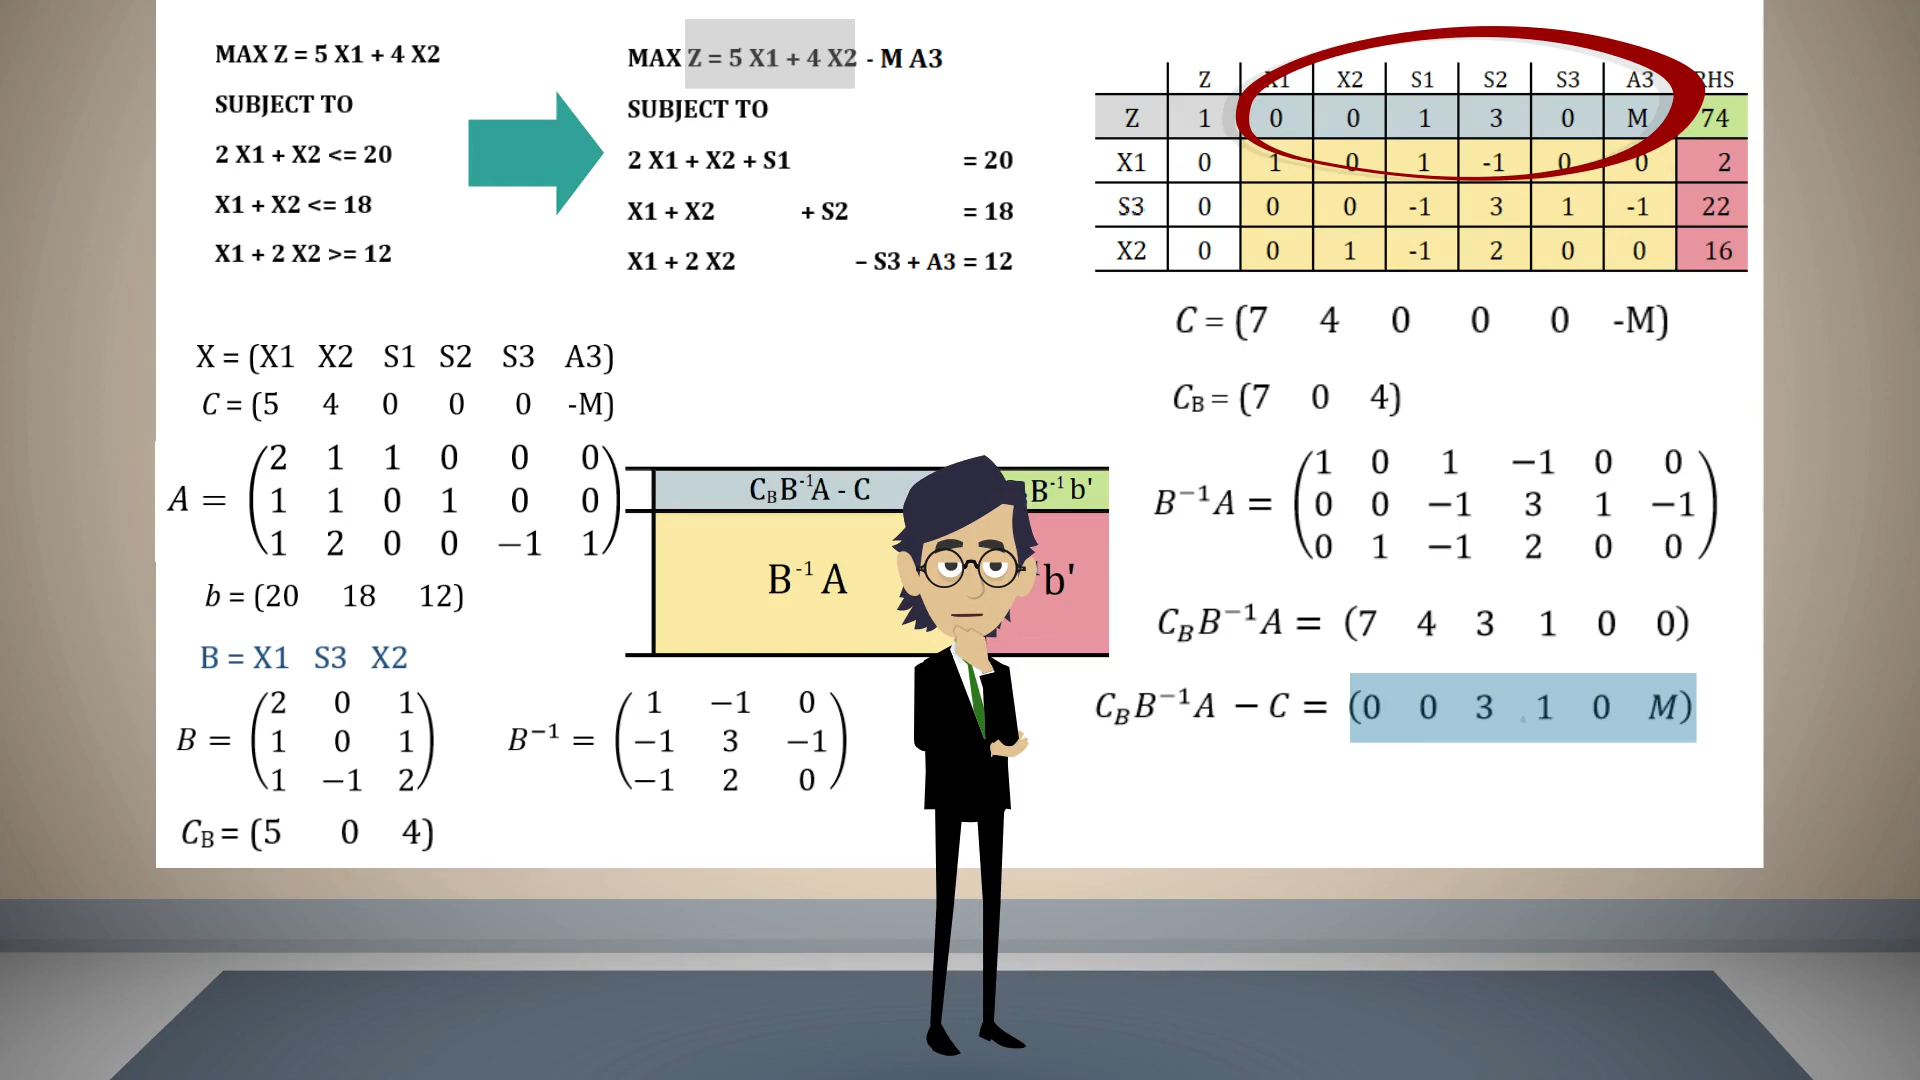 MAX Z = 5 X1 + 4 X2
SUBJECT TO
2 X1 + X2 <= 20
X1 + X2 <= 18
X1 + 2 X2 >= 12
MAX Z = 5 X1 + 4 X2 - M A3
SUBJECT TO
2 X1 + X2 + S1 = 20
X1 + X2 + S2 = 18
X1 + 2 X2 – S3 + A3 = 12
Z X1 X2 S1 S2 S3 A3 RHS
Z 1 0 0 1 3 0 M 74
X1 0 1 0 1 -1 0 0 2
S3 0 0 0 -1 3 1 -1 22
X2 0 0 1 -1 2 0 0 16
X = (X1 X2 S1 S2 S3 A3)
C = (5 4 0 0 0 -M)
A = (2 1 1 0 0 0
1 1 0 1 0 0
1 2 0 0 −1 1)
b = (20 18 12)
B = X1 S3 X2
B = (2 0 1
1 0 1
1 −1 2)
B⁻¹ = (1 −1 0
−1 3 −1
−1 2 0)
C_B = (5 0 4)
C_B B⁻¹A - C
B⁻¹ b'
B⁻¹ A
b'
C = (7 4 0 0 0 -M)
C_B = (7 0 4)
B⁻¹A = (1 0 1 −1 0 0
0 0 −1 3 1 −1
0 1 −1 2 0 0)
C_B B⁻¹A = (7 4 3 1 0 0)
C_B B⁻¹A − C = (0 0 3 1 0 M)